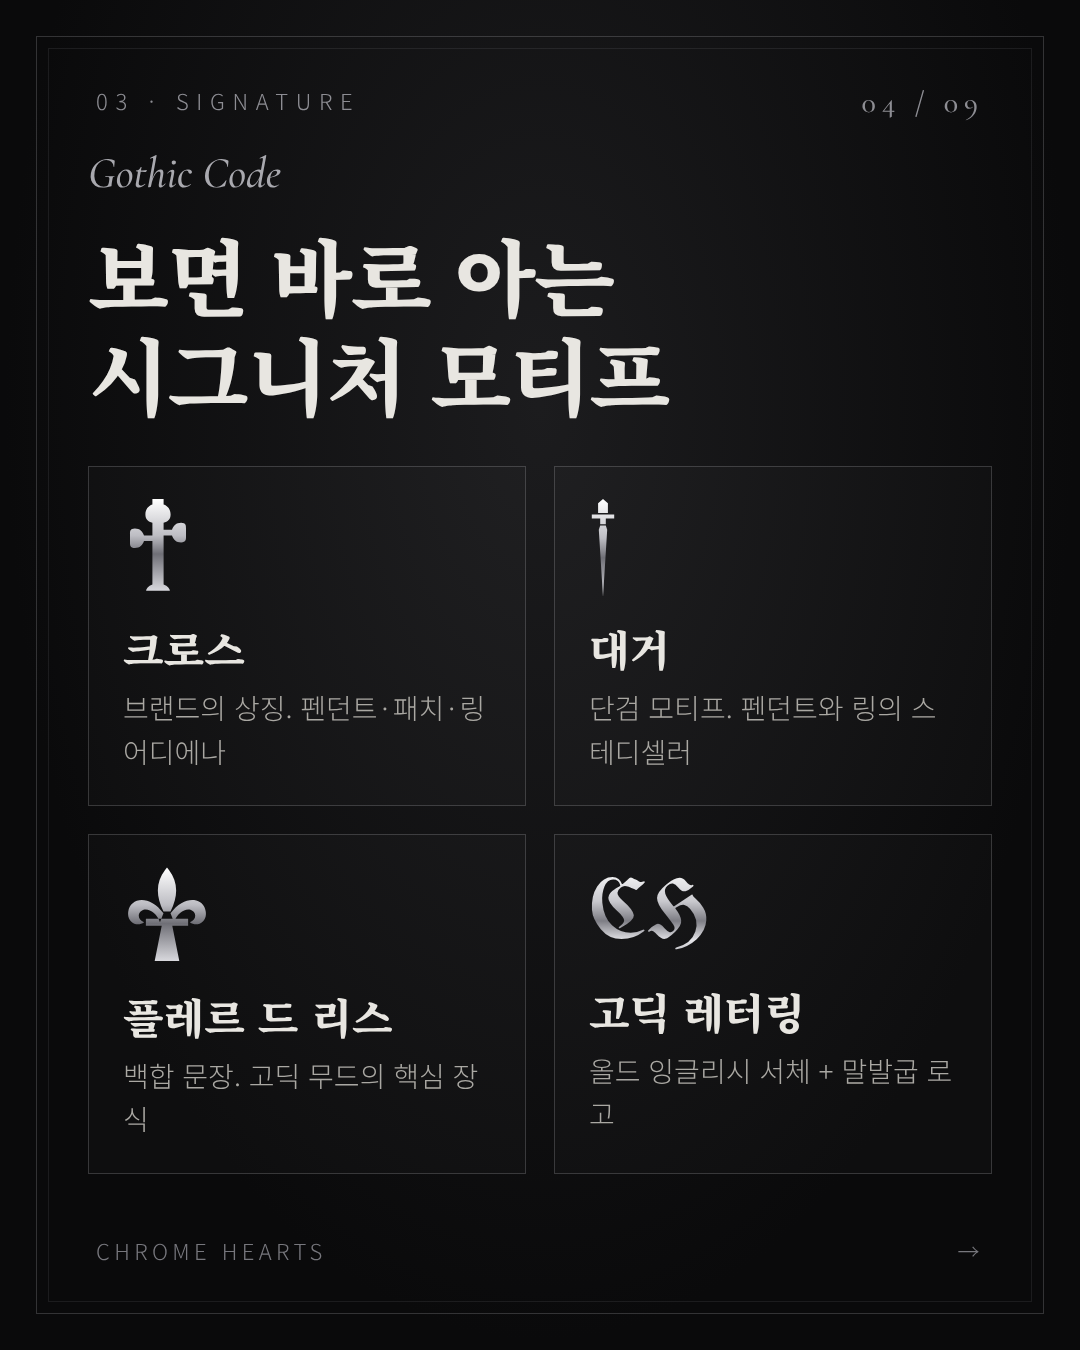 03 · SIGNATURE
04 / 09
Gothic Code
보면 바로 아는
시그니처 모티프
크로스
브랜드의 상징. 펜던트·패치·링
어디에나
대거
단검 모티프. 펜던트와 링의 스
테디셀러
플레르 드 리스
백합 문장. 고딕 무드의 핵심 장
식
CH
고딕 레터링
올드 잉글리시 서체 + 말발굽 로
고
CHROME HEARTS
→